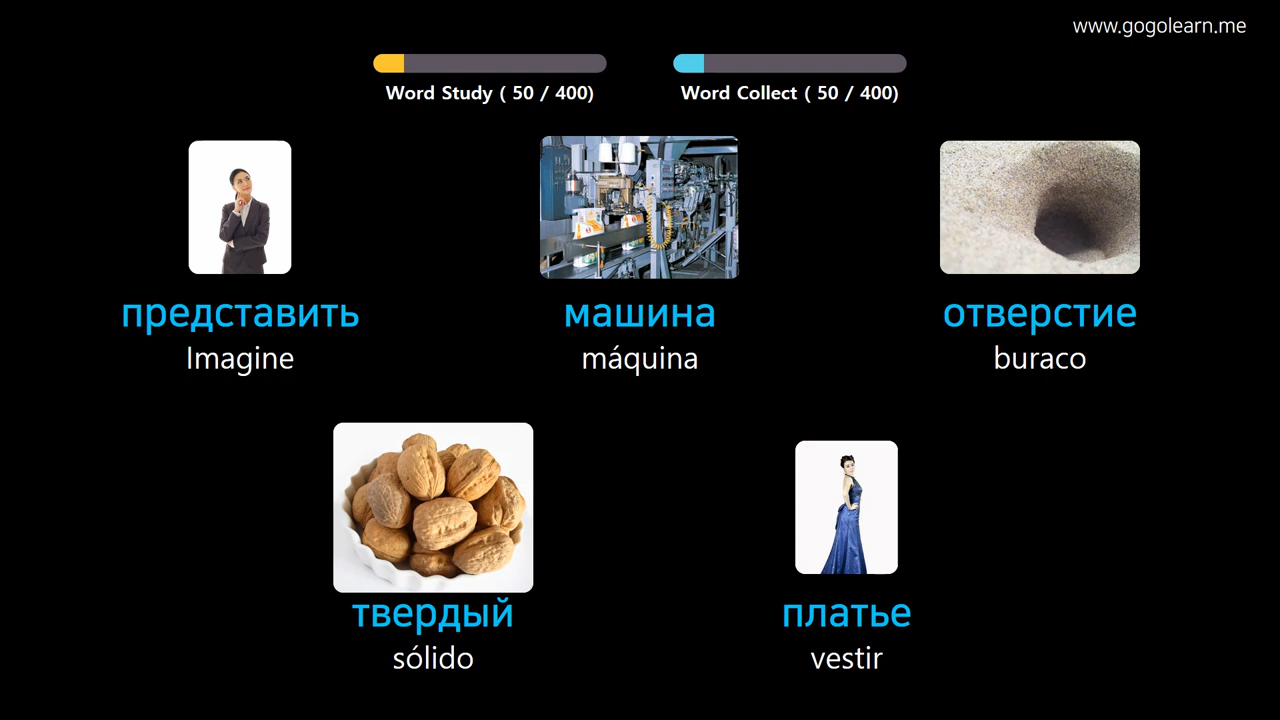 www.gogolearn.me
Word Study ( 50 / 400)
Word Collect ( 50 / 400)
представить
Imagine
машина
máquina
отверстие
buraco
твердый
sólido
платье
vestir